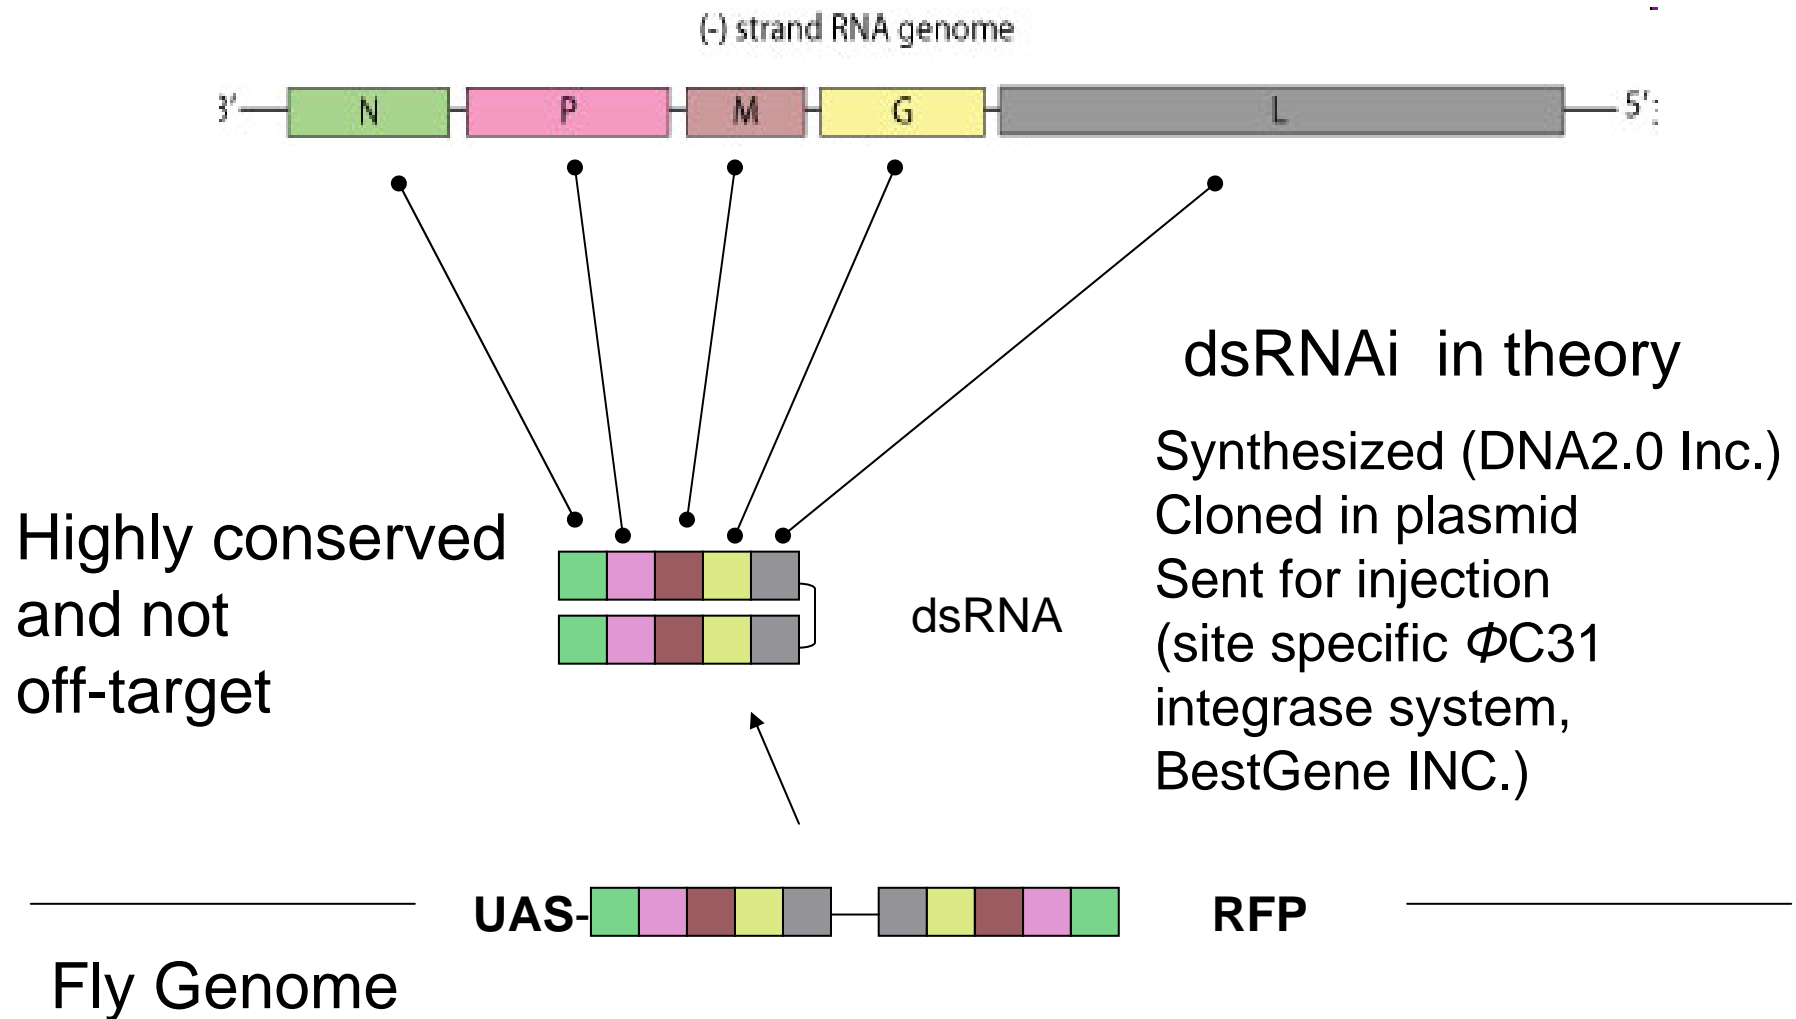 (-) strand RNA genome
3' N P M G L 5'
dsRNAi in theory
Synthesized (DNA2.0 Inc.)
Cloned in plasmid
Sent for injection
(site specific ΦC31
integrase system,
BestGene INC.)
Highly conserved
and not
off-target
dsRNA
UAS- RFP
Fly Genome